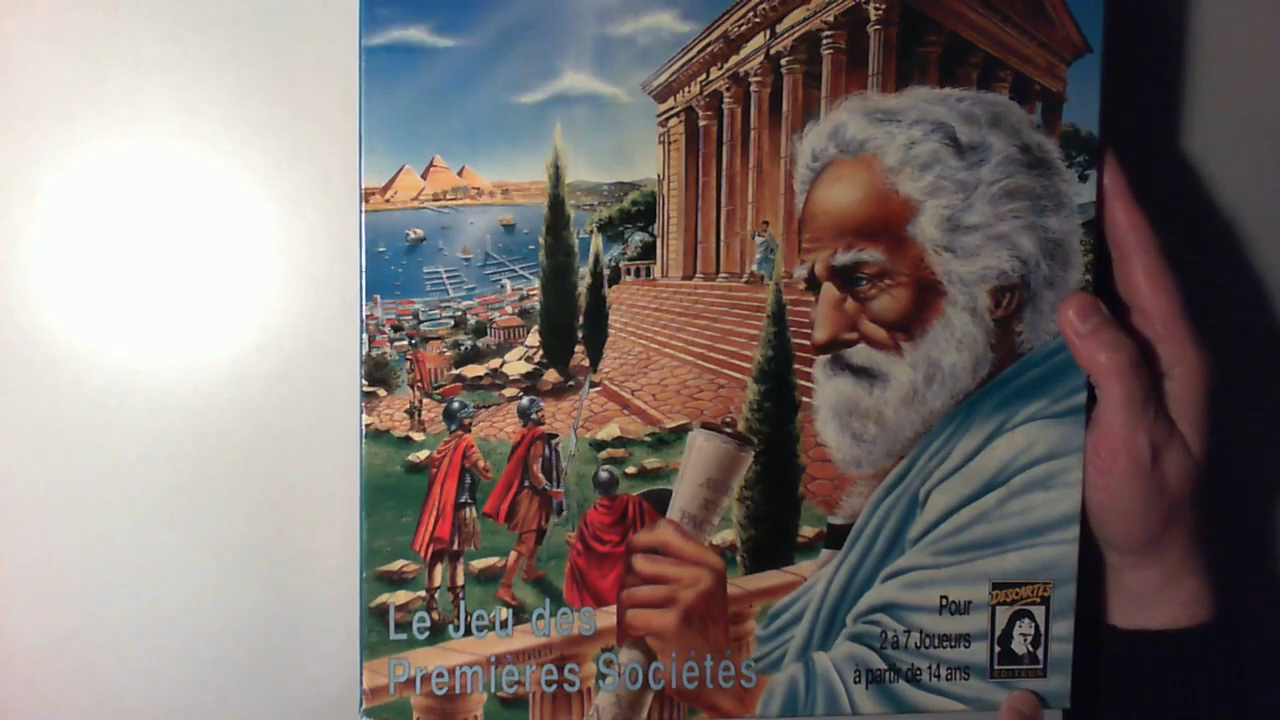 Le Jeu des
Premières Sociétés
Pour
2 à 7 Joueurs
à partir de 14 ans
DESCARTES
EDITEUR